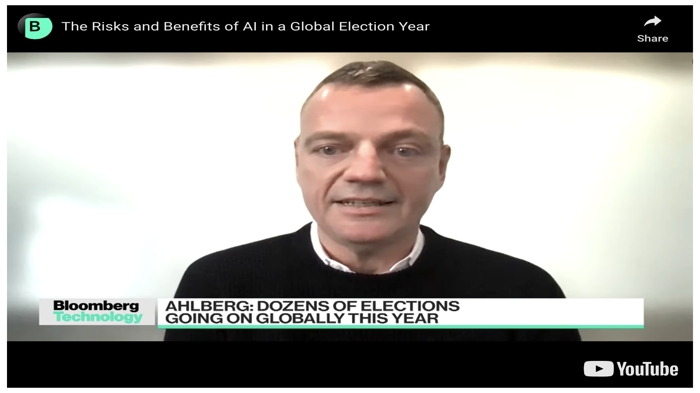 B
The Risks and Benefits of AI in a Global Election Year
Share
Bloomberg
Technology
AHLBERG: DOZENS OF ELECTIONS
GOING ON GLOBALLY THIS YEAR
YouTube